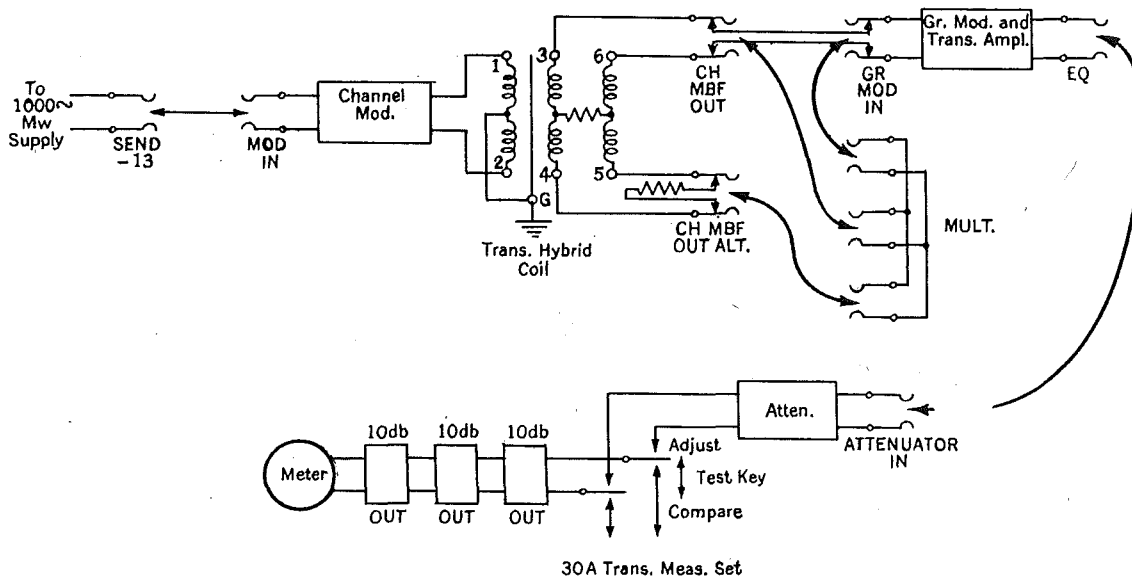 To
1000~
Mw
Supply
SEND
-13
MOD
IN
Channel
Mod.
1
2
3
4
G
6
5
Trans. Hybrid
Coil
CH
MBF
OUT
CH MBF
OUT ALT.
GR
MOD
IN
Gr. Mod. and
Trans. Ampl.
EQ
MULT.
Meter
10db
10db
10db
OUT
OUT
OUT
Adjust
Test Key
Compare
Atten.
ATTENUATOR
IN
30A Trans. Meas. Set